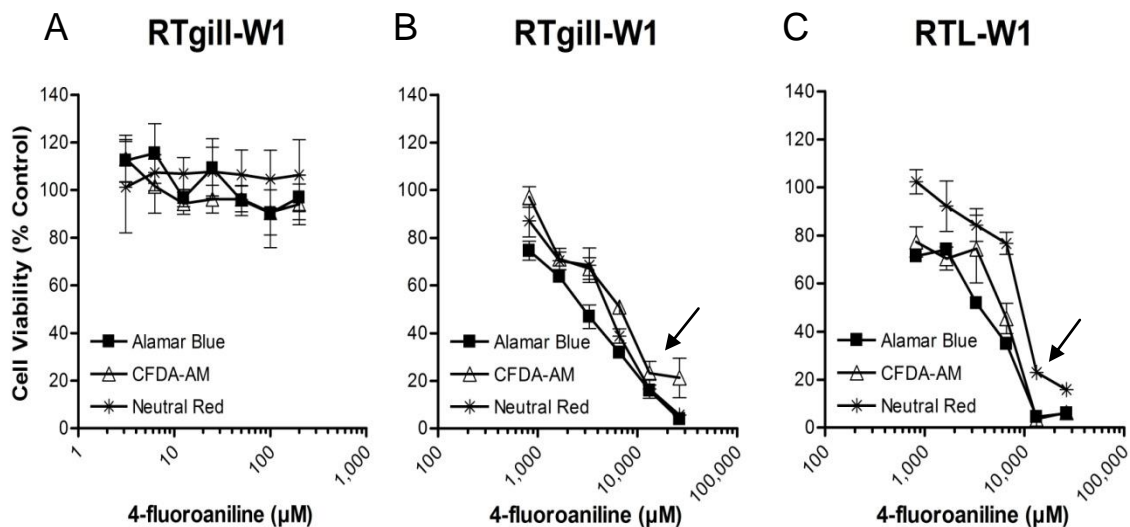 A
RTgill-W1
B
RTgill-W1
C
RTL-W1
Cell Viability (% Control)
140
120
100
80
60
40
20
0
Alamar Blue
CFDA-AM
Neutral Red
1
10
100
1,000
4-fluoroaniline (µM)
140
120
100
80
60
40
20
0
Alamar Blue
CFDA-AM
Neutral Red
100
1,000
10,000
100,000
4-fluoroaniline (µM)
140
120
100
80
60
40
20
0
Alamar Blue
CFDA-AM
Neutral Red
100
1,000
10,000
100,000
4-fluoroaniline (µM)